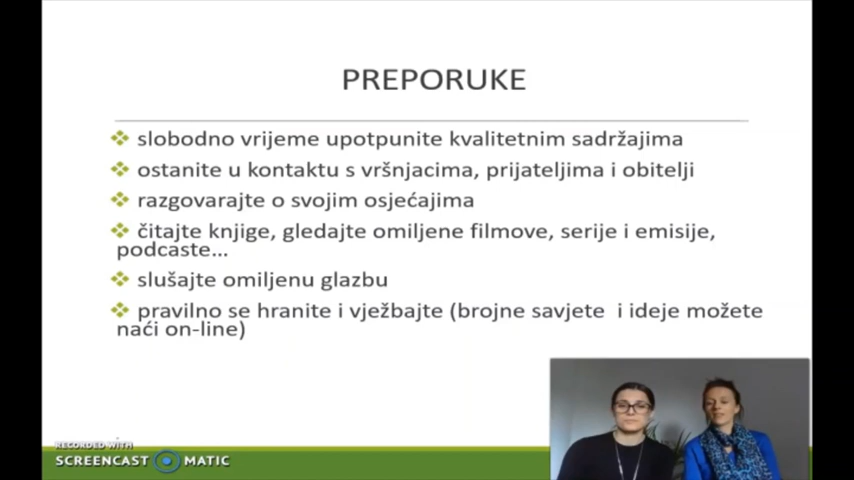 PREPORUKE
slobodno vrijeme upotpunite kvalitetnim sadržajima
ostanite u kontaktu s vršnjacima, prijateljima i obitelji
razgovarajte o svojim osjećajima
čitajte knjige, gledajte omiljene filmove, serije i emisije,
podcaste...
slušajte omiljenu glazbu
pravilno se hranite i vježbajte (brojne savjete i ideje možete
naći on-line)
RECORDED WITH
SCREENCAST MATIC